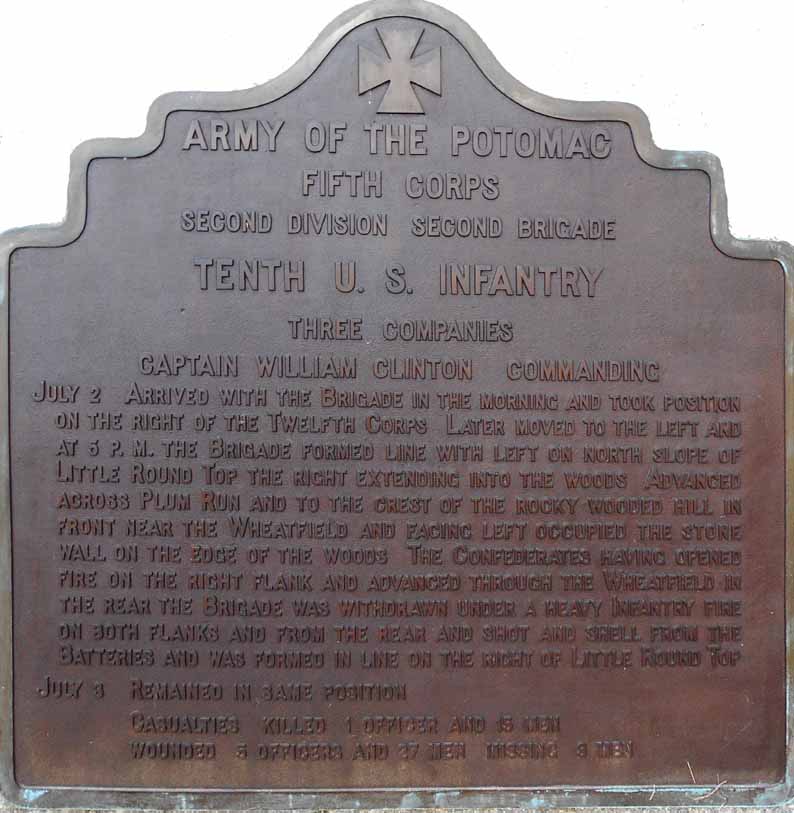 ARMY OF THE POTOMAC
FIFTH CORPS
SECOND DIVISION SECOND BRIGADE
TENTH U. S. INFANTRY
THREE COMPANIES
CAPTAIN WILLIAM CLINTON COMMANDING
JULY 2 ARRIVED WITH THE BRIGADE IN THE MORNING AND TOOK POSITION
ON THE RIGHT OF THE TWELFTH CORPS LATER MOVED TO THE LEFT AND
AT 5 P. M. THE BRIGADE FORMED LINE WITH LEFT ON NORTH SLOPE OF
LITTLE ROUND TOP THE RIGHT EXTENDING INTO THE WOODS ADVANCED
ACROSS PLUM RUN AND TO THE CREST OF THE ROCKY WOODED HILL IN
FRONT NEAR THE WHEATFIELD AND FACING LEFT OCCUPIED THE STONE
WALL ON THE EDGE OF THE WOODS THE CONFEDERATES HAVING OPENED
FIRE ON THE RIGHT FLANK AND ADVANCED THROUGH THE WHEATFIELD IN
THE REAR THE BRIGADE WAS WITHDRAWN UNDER A HEAVY INFANTRY FIRE
ON BOTH FLANKS AND FROM THE REAR AND SHOT AND SHELL FROM THE
BATTERIES AND WAS FORMED IN LINE ON THE RIGHT OF LITTLE ROUND TOP
JULY 3 REMAINED IN SAME POSITION
CASUALTIES KILLED 1 OFFICER AND 15 MEN
WOUNDED 5 OFFICERS AND 27 MEN MISSING 3 MEN